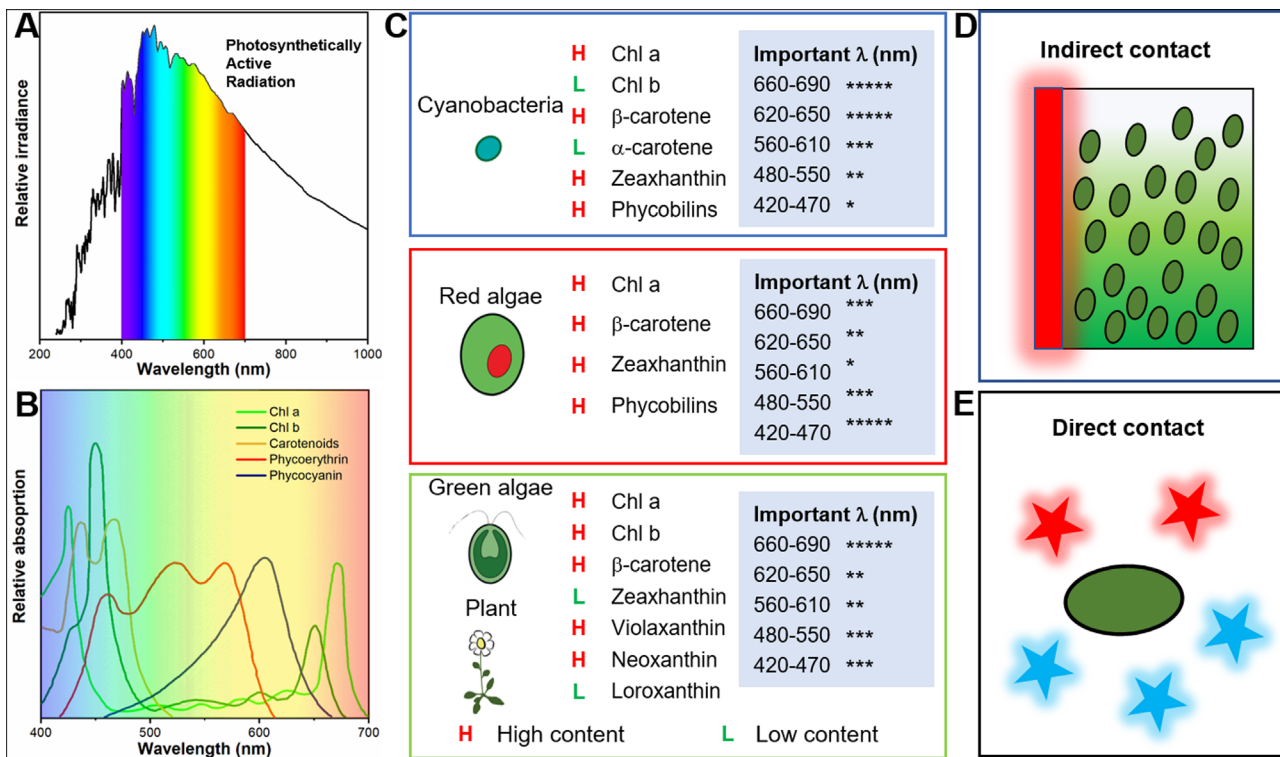 A
Photosynthetically
Active
Radiation
Relative irradiance
200 400 600 800 1000
Wavelength (nm)
B
Chl a
Chl b
Carotenoids
Phycoerythrin
Phycocyanin
Relative absoprtion
400 500 600 700
Wavelength (nm)
C
Cyanobacteria
H Chl a
L Chl b
H β-carotene
L α-carotene
H Zeaxhanthin
H Phycobilins
Important λ (nm)
660-690 *****
620-650 *****
560-610 ***
480-550 **
420-470 *
Red algae
H Chl a
H β-carotene
H Zeaxhanthin
H Phycobilins
Important λ (nm)
660-690 ***
620-650 **
560-610 *
480-550 ***
420-470 *****
Green algae
Plant
H Chl a
H Chl b
H β-carotene
L Zeaxhanthin
H Violaxanthin
H Neoxanthin
L Loroxanthin
Important λ (nm)
660-690 *****
620-650 **
560-610 **
480-550 ***
420-470 ***
H High content L Low content
D
Indirect contact
E
Direct contact